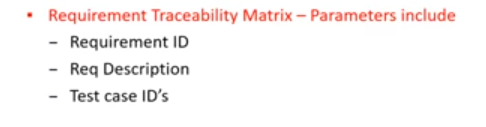 • Requirement Traceability Matrix – Parameters include
– Requirement ID
– Req Description
– Test case ID's